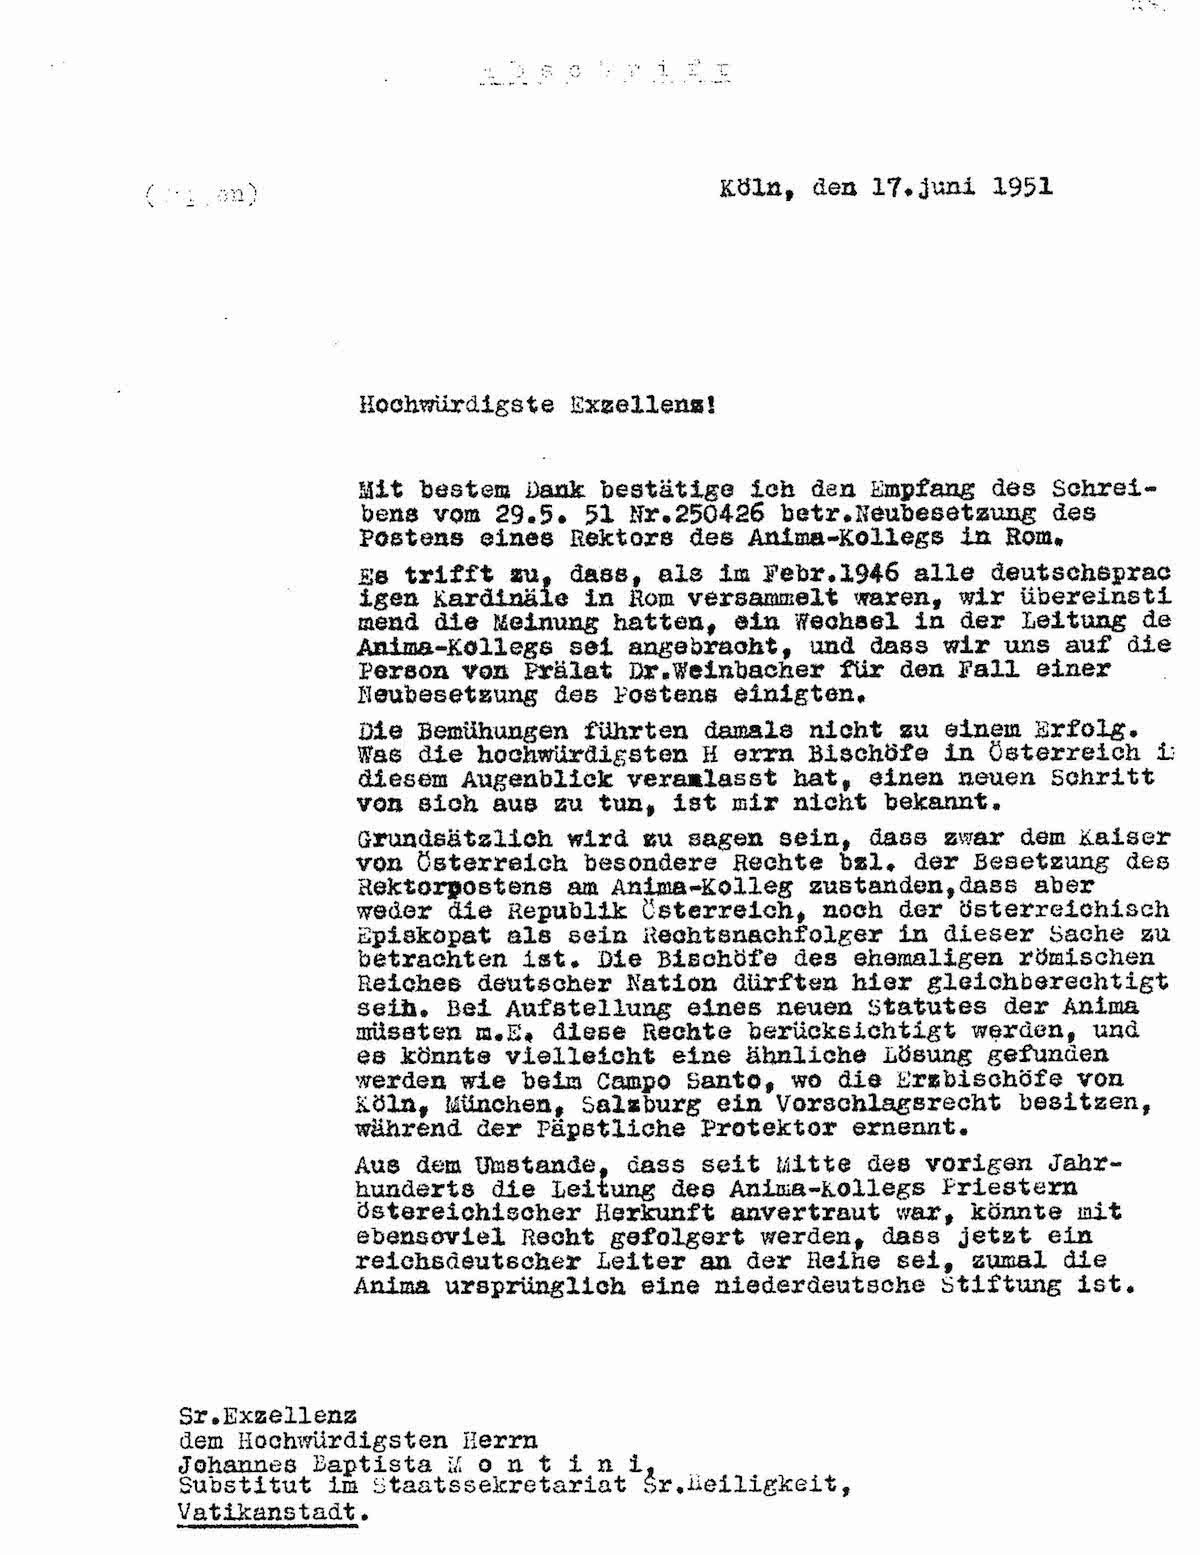 Abschrift
Köln, den 17.juni 1951
Hochwürdigste Exzellenz!
Mit bestem Dank bestätige ich den Empfang des Schrei-
bens vom 29.5. 51 Nr.250426 betr.Neubesetzung des
Postens eines Rektors des Anima-Kollegs in Rom.
Es trifft zu, dass, als im Febr.1946 alle deutschsprac
igen Kardinäle in Rom versammelt waren, wir übereinsti
mend die Meinung hatten, ein Wechsel in der Leitung de
Anima-Kollegs sei angebracht, und dass wir uns auf die
Person von Prälat Dr.Weinbacher für den Fall einer
Neubesetzung des Postens einigten.
Die Bemühungen führten damals nicht zu einem Erfolg.
Was die hochwürdigsten H errn Bischöfe in Österreich i
diesem Augenblick veramlasst hat, einen neuen Schritt
von sich aus zu tun, ist mir nicht bekannt.
Grundsätzlich wird zu sagen sein, dass zwar dem Kaiser
von Österreich besondere Rechte bzl. der Besetzung des
Rektorpostens am Anima-Kolleg zustanden,dass aber
weder die Republik Österreich, noch der österreichisch
Episkopat als sein Rechtsnachfolger in dieser Sache zu
betrachten ist. Die Bischöfe des ehemaligen römischen
Reiches deutscher Nation dürften hier gleichberechtigt
seih. Bei Aufstellung eines neuen Statutes der Anima
müssten m.E. diese Rechte berücksichtigt werden, und
es könnte vielleicht eine ähnliche Lösung gefunden
werden wie beim Campo Santo, wo die Erzbischöfe von
Köln, München, Salzburg ein Vorschlagsrecht besitzen,
während der Päpstliche Protektor ernennt.
Aus dem Umstande, dass seit Mitte des vorigen Jahr-
hunderts die Leitung des Anima-Kollegs Priestern
östereichischer Herkunft anvertraut war, könnte mit
ebensoviel Recht gefolgert werden, dass jetzt ein
reichsdeutscher Leiter an der Reihe sei, zumal die
Anima ursprünglich eine niederdeutsche Stiftung ist.
Sr.Exzellenz
dem Hochwürdigsten Herrn
Johannes Baptista M o n t i n i,
Substitut im Staatssekretariat Sr.Heiligkeit,
Vatikanstadt.